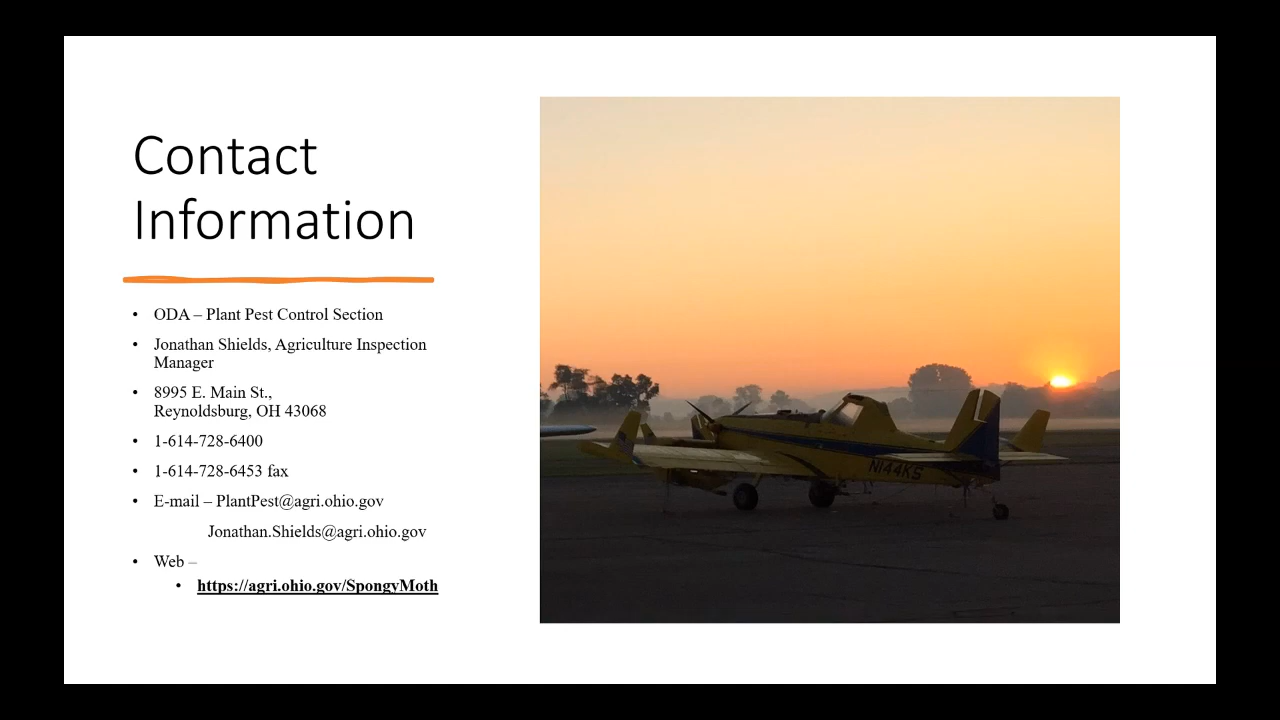 Contact
Information
• ODA – Plant Pest Control Section
• Jonathan Shields, Agriculture Inspection
Manager
• 8995 E. Main St.,
Reynoldsburg, OH 43068
• 1-614-728-6400
• 1-614-728-6453 fax
• E-mail – PlantPest@agri.ohio.gov
Jonathan.Shields@agri.ohio.gov
• Web –
• https://agri.ohio.gov/SpongyMoth
N144KS